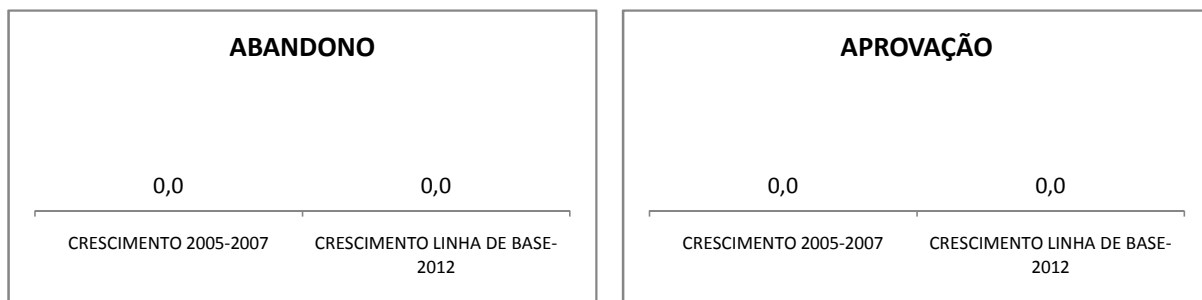 ABANDONO
0,0 0,0
CRESCIMENTO 2005-2007
CRESCIMENTO LINHA DE BASE-
2012
APROVAÇÃO
0,0 0,0
CRESCIMENTO 2005-2007
CRESCIMENTO LINHA DE BASE-
2012